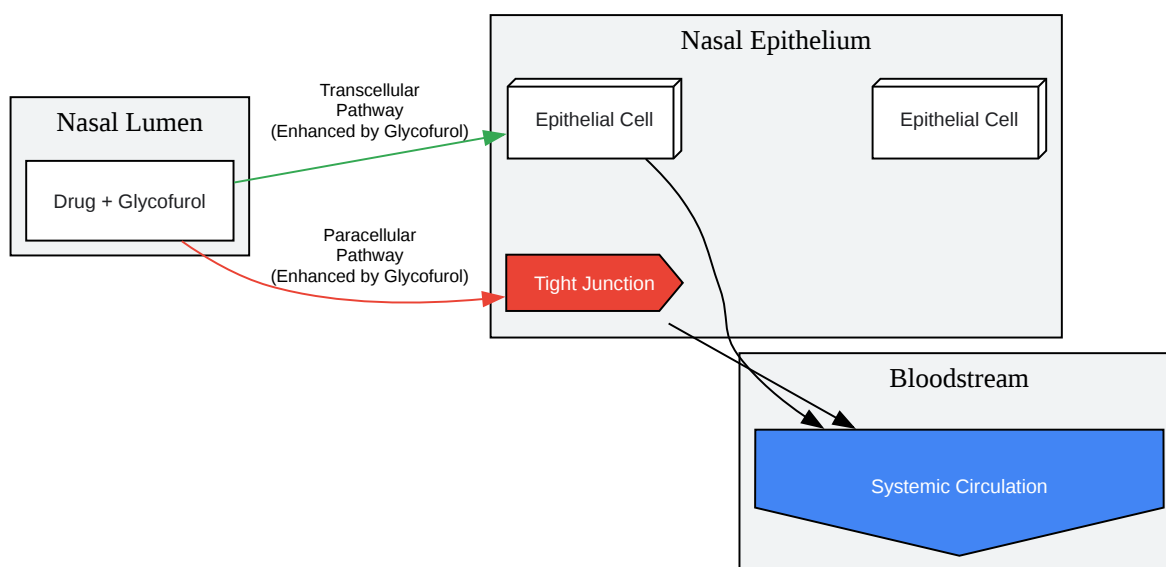 Nasal Epithelium
Transcellular
Pathway
(Enhanced by Glycofurol)
Epithelial Cell
Epithelial Cell
Nasal Lumen
Drug + Glycofurol
Paracellular
Pathway
(Enhanced by Glycofurol)
Tight Junction
Bloodstream
Systemic Circulation